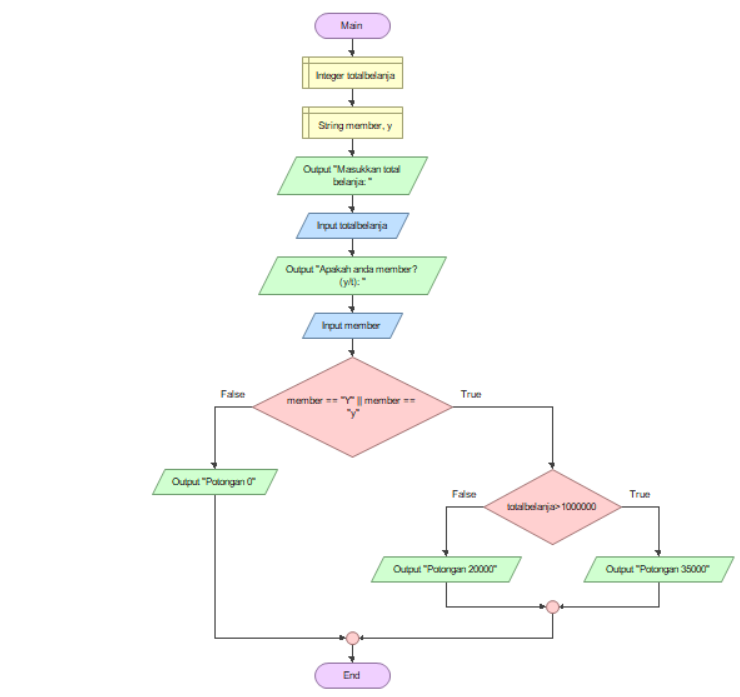 Main
Integer totalbelanja
String member, y
Output "Masukkan total
belanja: "
Input totalbelanja
Output "Apakah anda member?
(y/t): "
Input member
False
True
member == "Y" || member ==
"y"
Output "Potongan 0"
False
True
totalbelanja>1000000
Output "Potongan 20000"
Output "Potongan 35000"
End